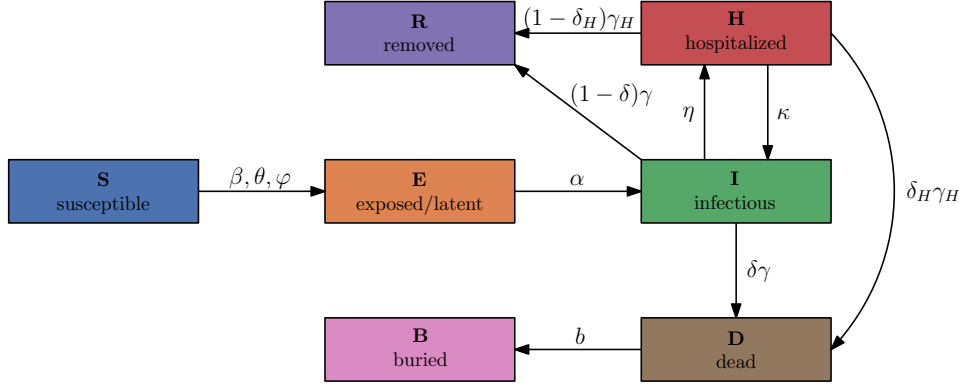 R
removed
(1 − δ_H)γ_H
H
hospitalized
(1 − δ)γ
η
κ
S
susceptible
β, θ, φ
E
exposed/latent
α
I
infectious
δ_Hγ_H
δγ
B
buried
b
D
dead